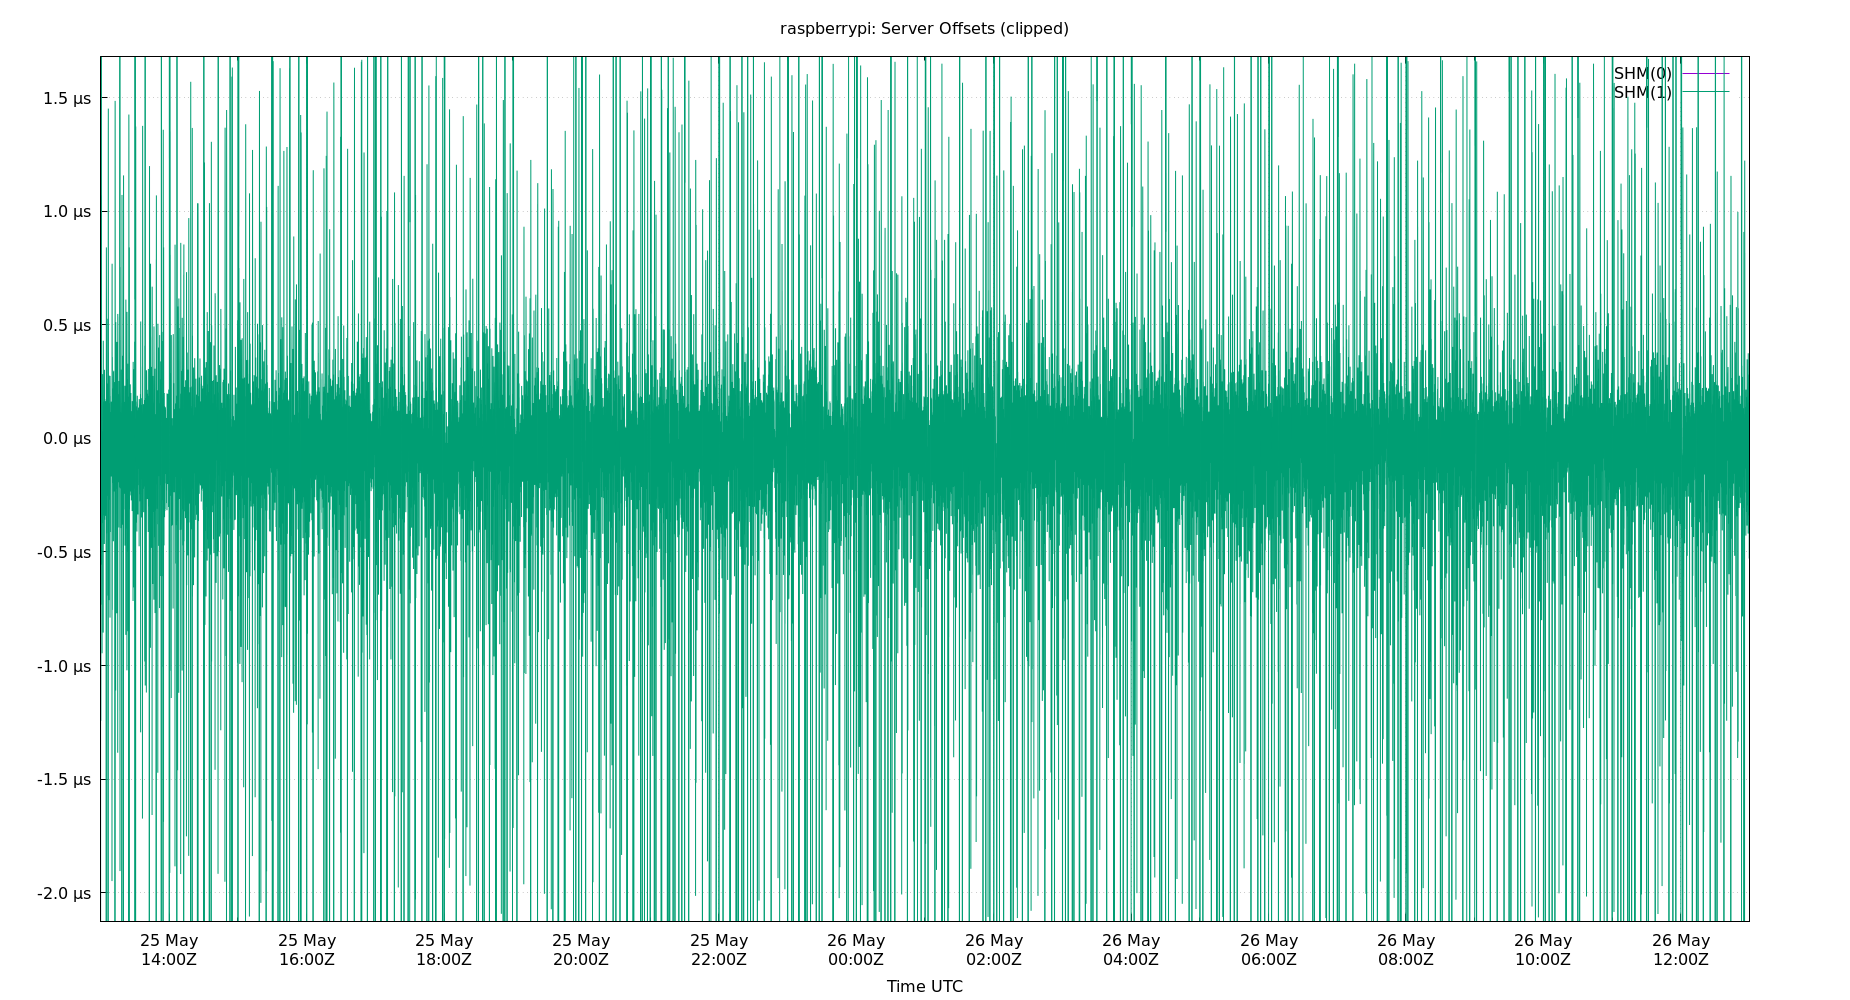 raspberrypi: Server Offsets (clipped)
SHM(0)
SHM(1)
1.5 µs
1.0 µs
0.5 µs
0.0 µs
-0.5 µs
-1.0 µs
-1.5 µs
-2.0 µs
25 May 25 May 25 May 25 May 25 May 26 May 26 May 26 May 26 May 26 May 26 May 26 May
14:00Z 16:00Z 18:00Z 20:00Z 22:00Z 00:00Z 02:00Z 04:00Z 06:00Z 08:00Z 10:00Z 12:00Z
Time UTC